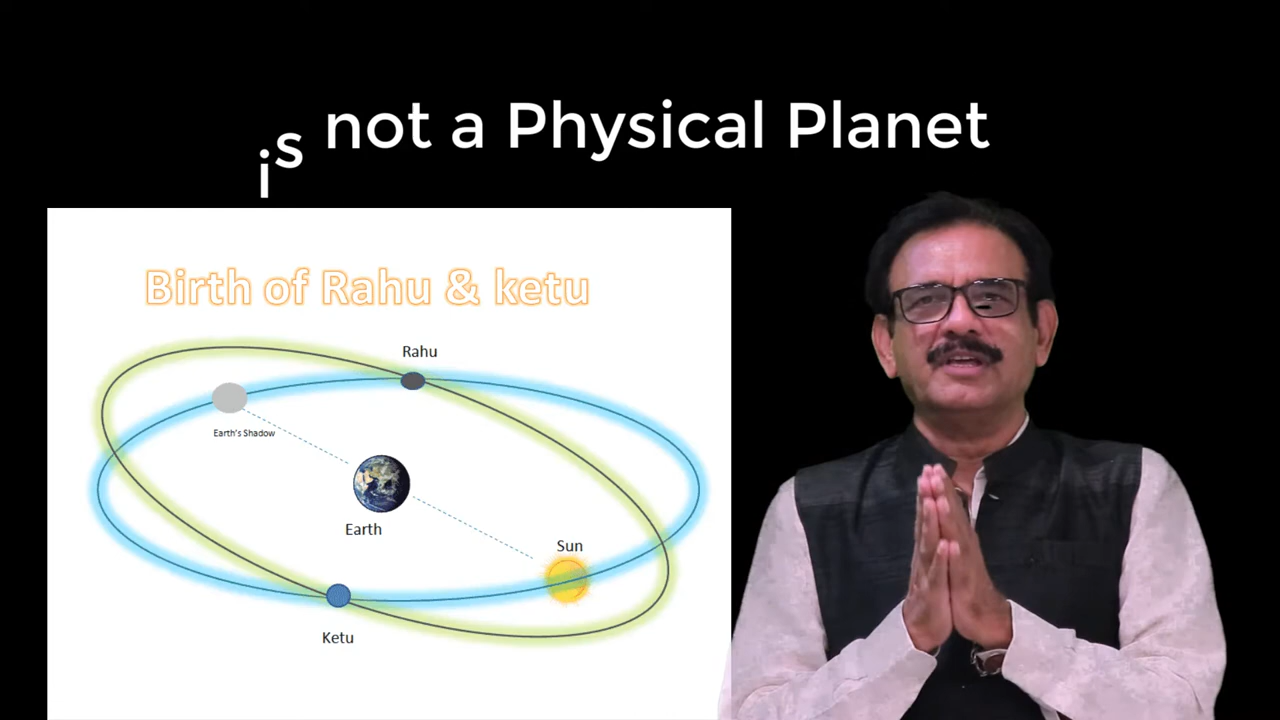 is not a Physical Planet
Birth of Rahu & ketu
Rahu
Earth's Shadow
Earth
Sun
Ketu